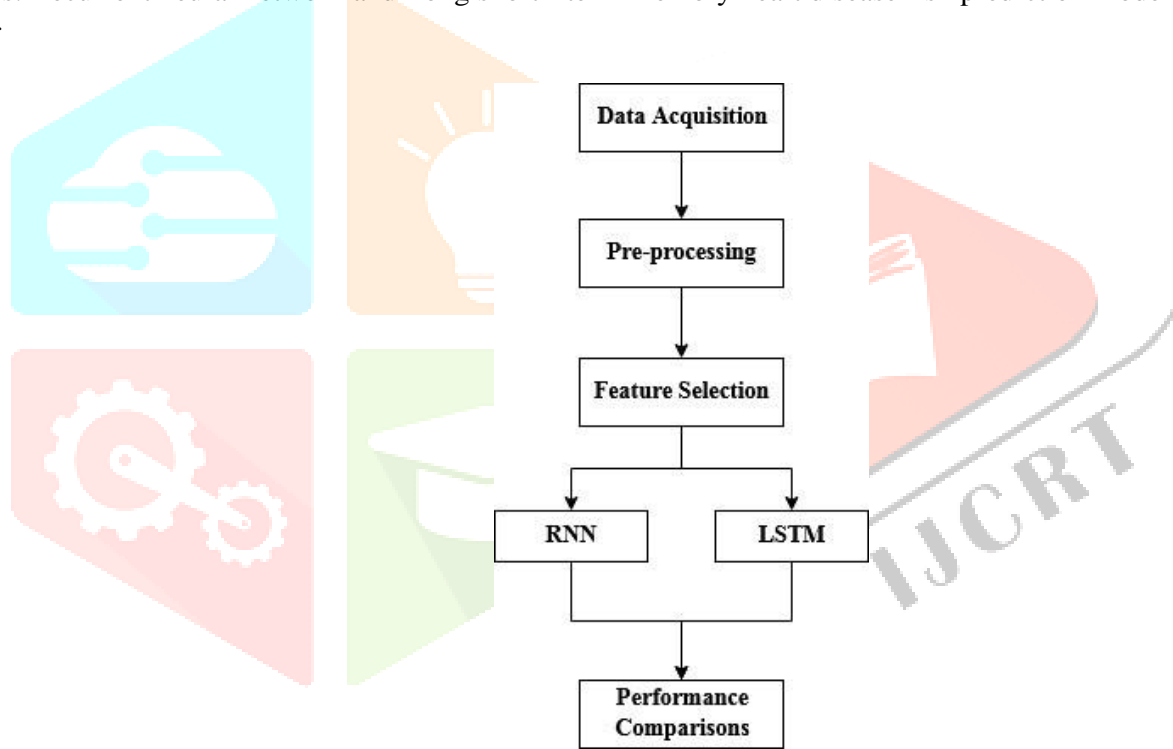 Data Acquisition
Pre-processing
Feature Selection
RNN
LSTM
Performance
Comparisons
IJCRT